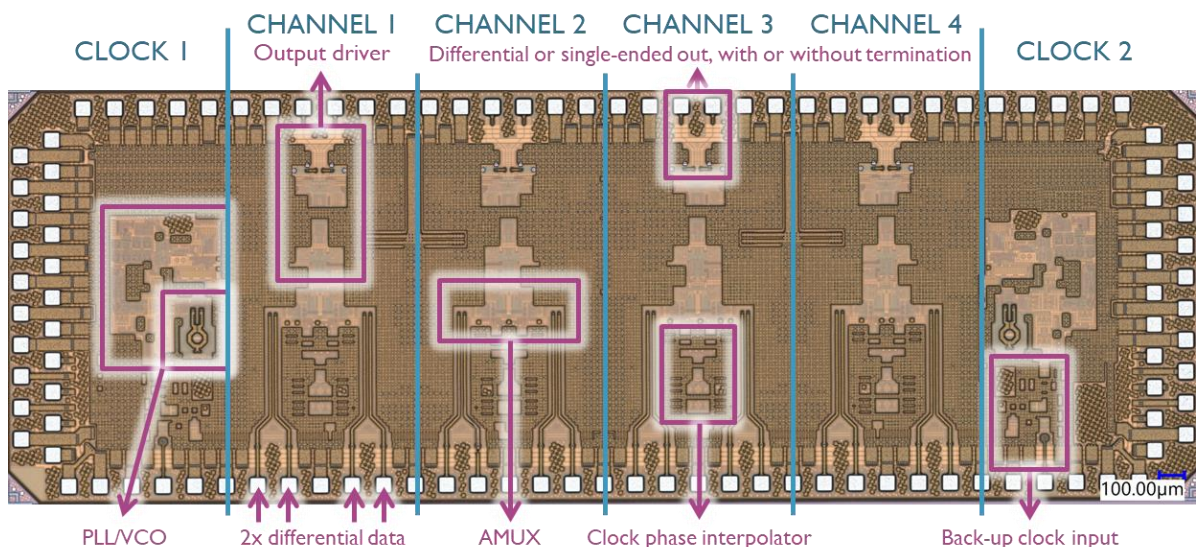 CLOCK 1
CHANNEL 1
CHANNEL 2
CHANNEL 3
CHANNEL 4
CLOCK 2
Output driver
Differential or single-ended out, with or without termination
100.00µm
PLL/VCO
2x differential data
AMUX
Clock phase interpolator
Back-up clock input